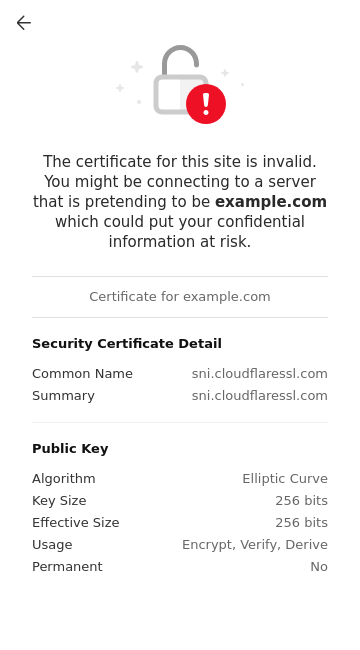 The certificate for this site is invalid.
You might be connecting to a server
that is pretending to be example.com
which could put your confidential
information at risk.
Certificate for example.com
Security Certificate Detail
Common Name sni.cloudflaressl.com
Summary sni.cloudflaressl.com
Public Key
Algorithm Elliptic Curve
Key Size 256 bits
Effective Size 256 bits
Usage Encrypt, Verify, Derive
Permanent No